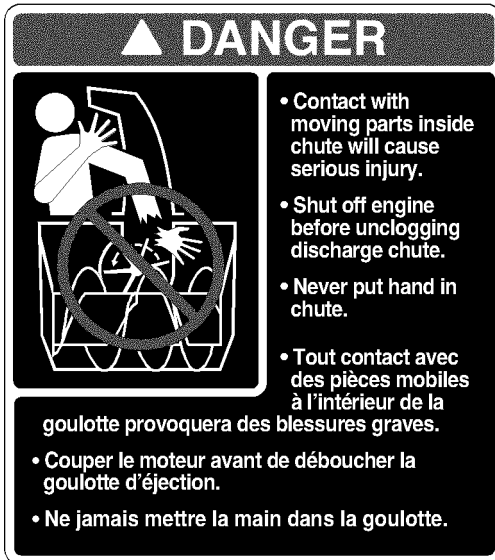 DANGER
• Contact with
moving parts inside
chute will cause
serious injury.
• Shut off engine
before unclogging
discharge chute.
• Never put hand in
chute.
• Tout contact avec
des pièces mobiles
à l'intérieur de la
goulotte provoquera des blessures graves.
• Couper le moteur avant de déboucher la
goulotte d'éjection.
• Ne jamais mettre la main dans la goulotte.